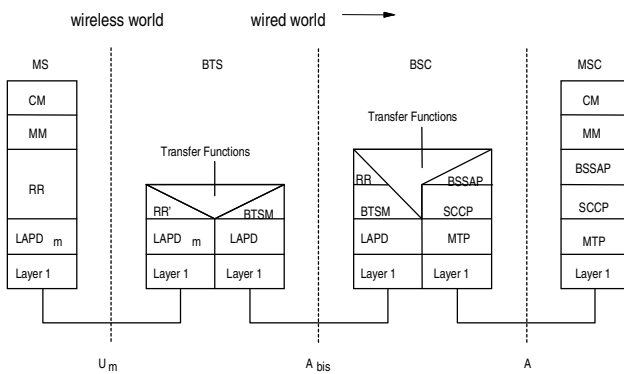 wireless world wired world
MS BTS BSC MSC
CM CM
MM Transfer Functions Transfer Functions MM
RR RR' BTSM RR BSSAP BSSAP
BTSM SCCP SCCP
LAPD m LAPD m LAPD LAPD MTP MTP
Layer 1 Layer 1 Layer 1 Layer 1 Layer 1 Layer 1
U m A bis A